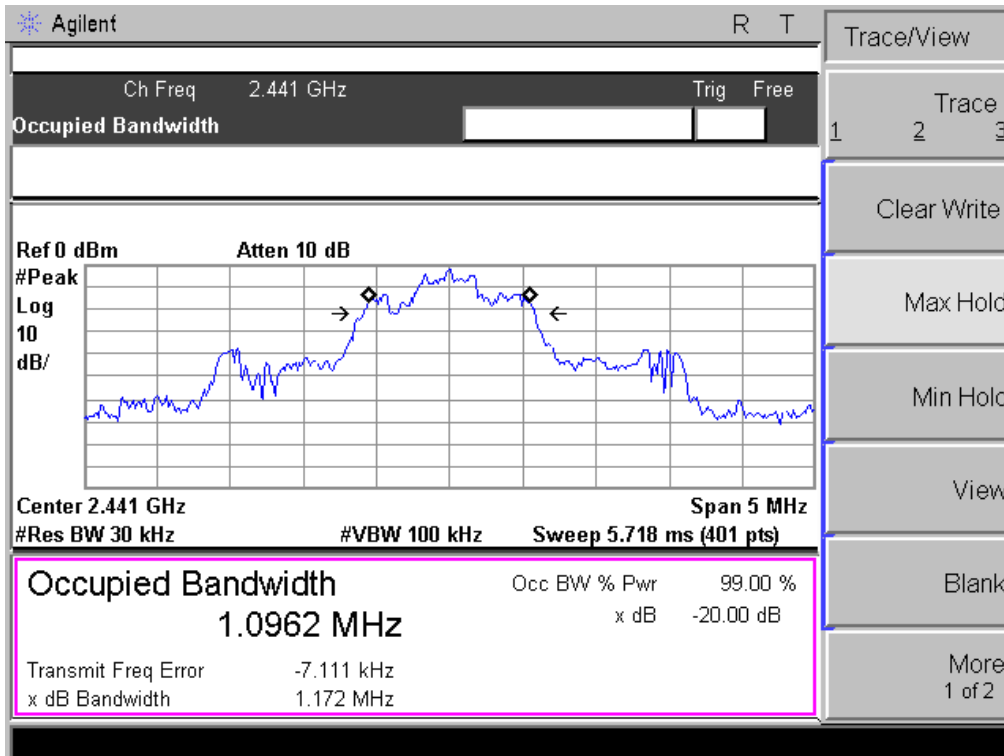 Agilent R T
Trace/View
Ch Freq 2.441 GHz Trig Free
Occupied Bandwidth
Trace
1 2 3
Clear Write
Ref 0 dBm Atten 10 dB
#Peak
Log
10
dB/
Max Hold
Min Hold
View
Center 2.441 GHz Span 5 MHz
#Res BW 30 kHz #VBW 100 kHz Sweep 5.718 ms (401 pts)
Occupied Bandwidth Occ BW % Pwr 99.00 %
1.0962 MHz x dB -20.00 dB
Blank
Transmit Freq Error -7.111 kHz
x dB Bandwidth 1.172 MHz
More
1 of 2